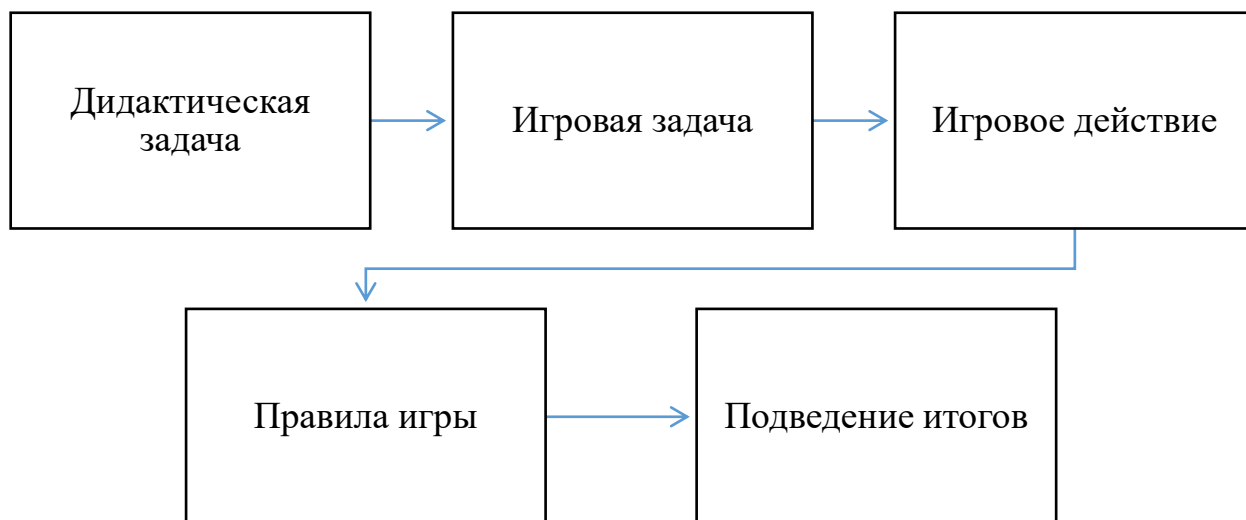 Дидактическая
задача
Игровая задача
Игровое действие
Правила игры
Подведение итогов